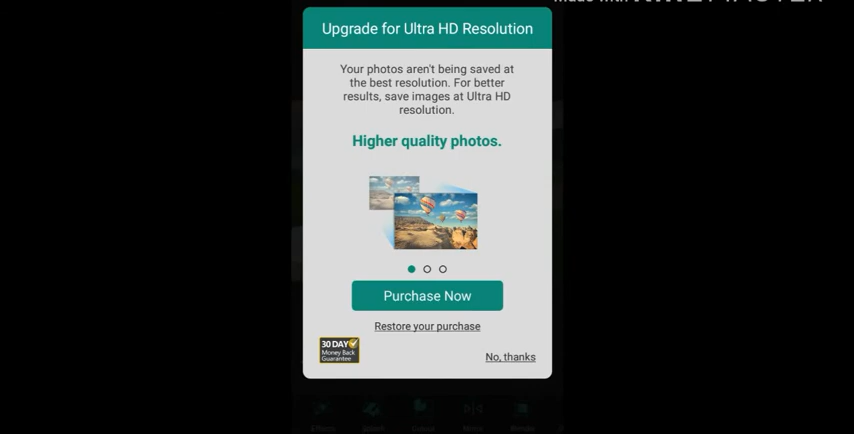 Upgrade for Ultra HD Resolution
Your photos aren't being saved at
the best resolution. For better
results, save images at Ultra HD
resolution.
Higher quality photos.
Purchase Now
Restore your purchase
30 DAY
Money Back
Guarantee
No, thanks